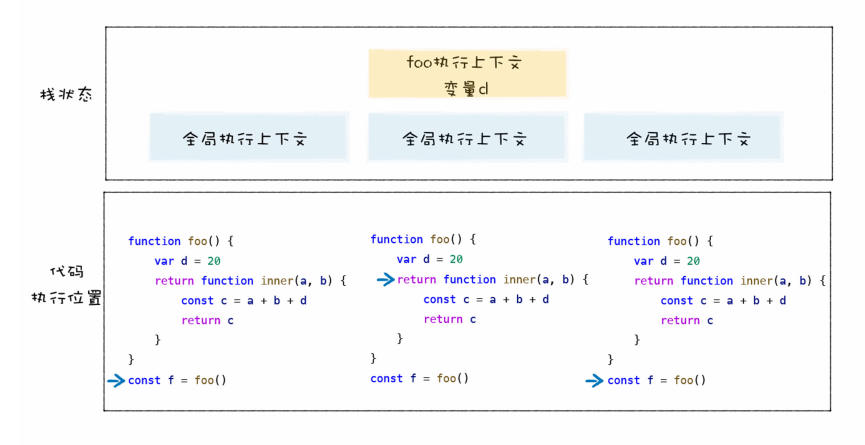 栈状态
foo执行上下文
变量d
全局执行上下文
全局执行上下文
全局执行上下文
代码
执行位置
function foo() {
    var d = 20
    return function inner(a, b) {
        const c = a + b + d
        return c
    }
}
const f = foo()
function foo() {
    var d = 20
    return function inner(a, b) {
        const c = a + b + d
        return c
    }
}
const f = foo()
function foo() {
    var d = 20
    return function inner(a, b) {
        const c = a + b + d
        return c
    }
}
const f = foo()